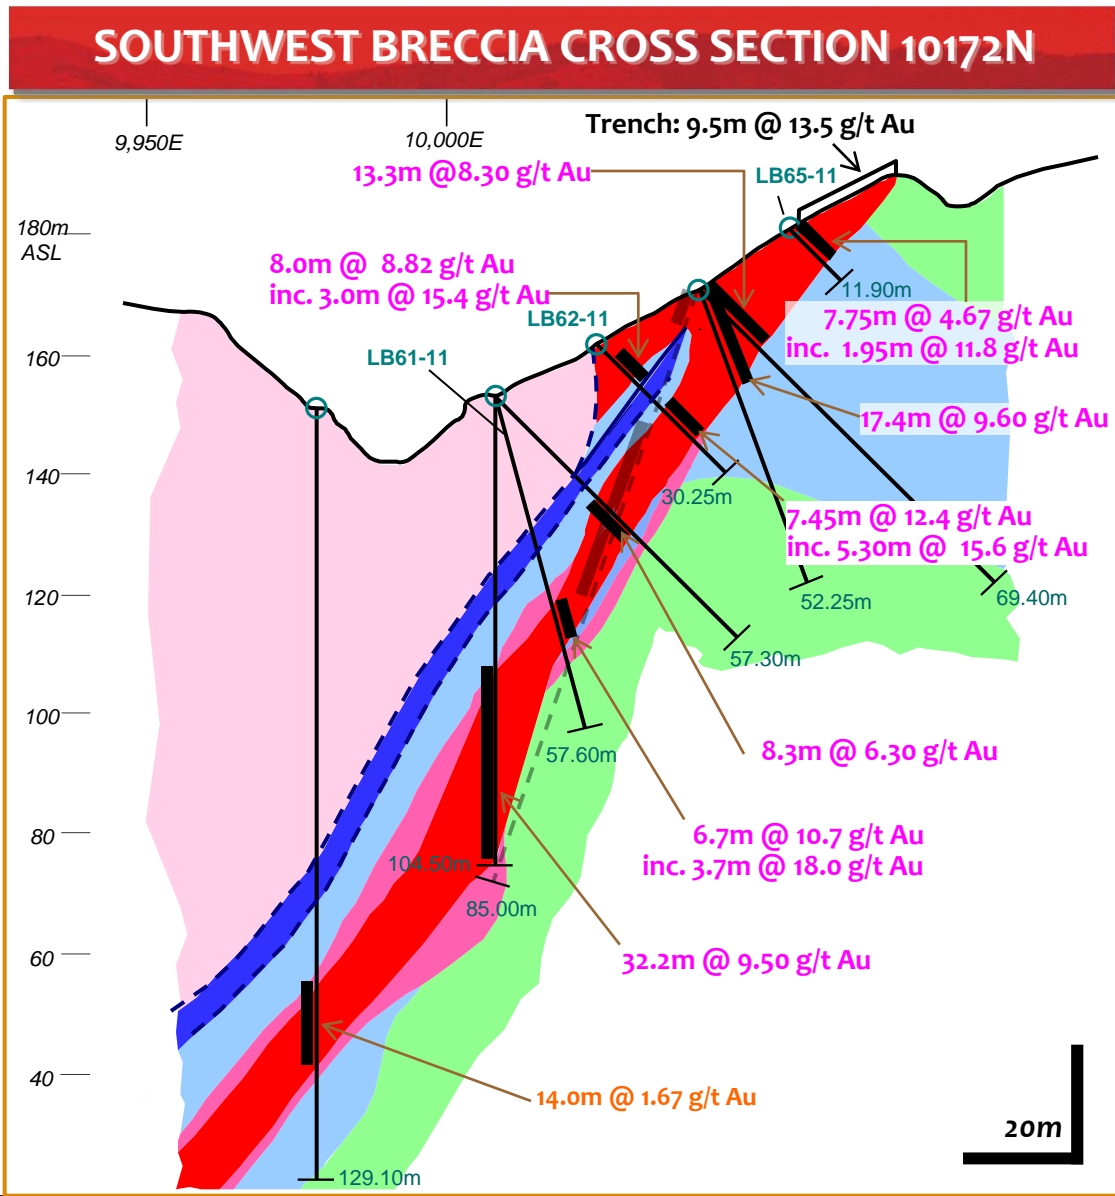 SOUTHWEST BRECCIA CROSS SECTION 10172N
9,950E
10,000E
Trench: 9.5m @ 13.5 g/t Au
13.3m @8.30 g/t Au
LB65-11
180m
ASL
8.0m @  8.82 g/t Au
inc. 3.0m @ 15.4 g/t Au
11.90m
LB62-11
7.75m @ 4.67 g/t Au
inc.  1.95m @ 11.8 g/t Au
160
LB61-11
17.4m @ 9.60 g/t Au
140
30.25m
7.45m @ 12.4 g/t Au
inc. 5.30m @  15.6 g/t Au
120
52.25m
69.40m
57.30m
100
57.60m
8.3m @ 6.30 g/t Au
80
6.7m @ 10.7 g/t Au
inc. 3.7m @ 18.0 g/t Au
104.50m
85.00m
60
32.2m @ 9.50 g/t Au
40
14.0m @ 1.67 g/t Au
20m
129.10m